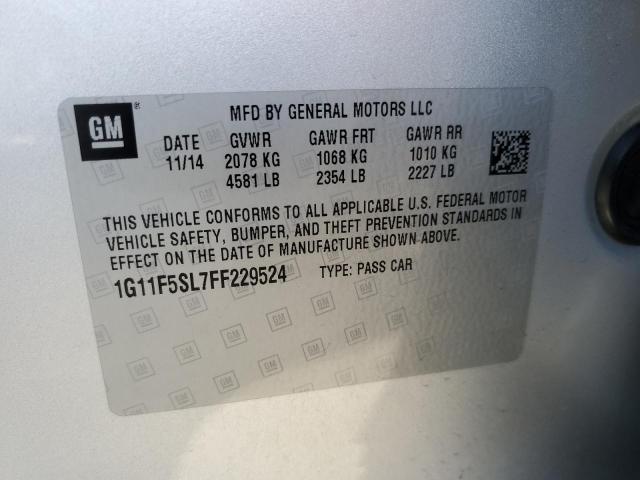 GM ® MFD BY GENERAL MOTORS LLC
DATE GVWR GAWR FRT GAWR RR
11/14 2078 KG 1068 KG 1010 KG
4581 LB 2354 LB 2227 LB
THIS VEHICLE CONFORMS TO ALL APPLICABLE U.S. FEDERAL MOTOR
VEHICLE SAFETY, BUMPER, AND THEFT PREVENTION STANDARDS IN
EFFECT ON THE DATE OF MANUFACTURE SHOWN ABOVE.
1G11F5SL7FF229524 TYPE: PASS CAR